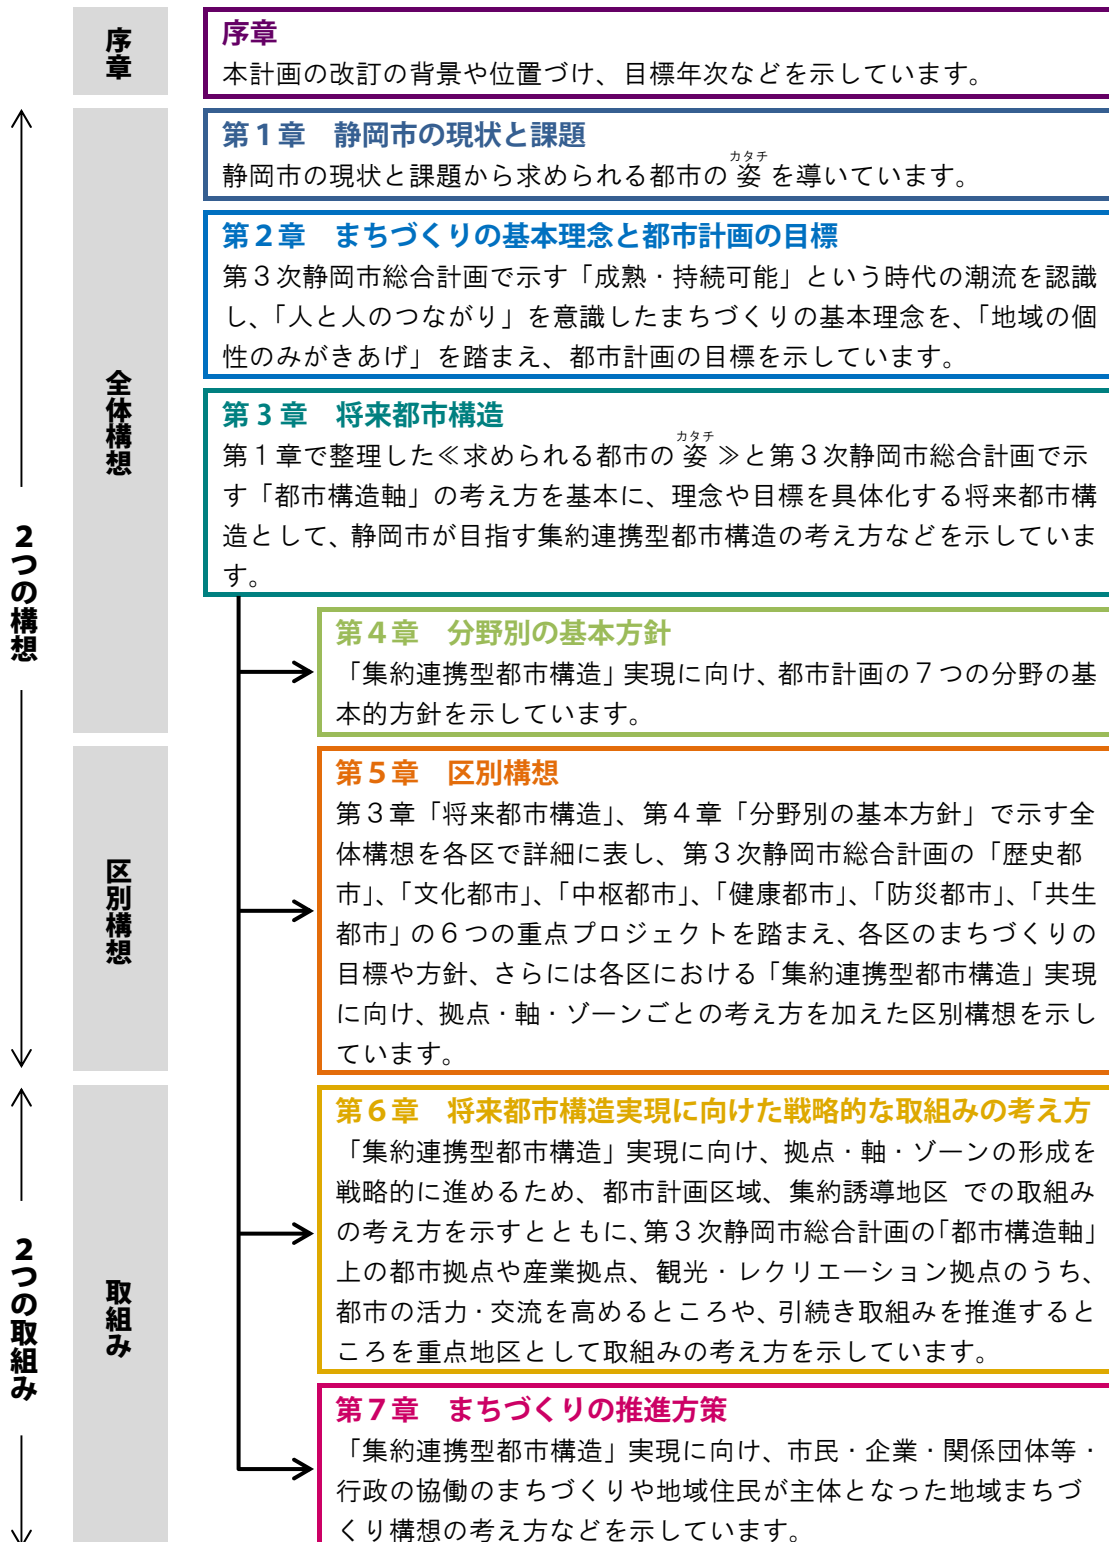 序章
序章
本計画の改訂の背景や位置づけ、目標年次などを示しています。
2つの構想
全体構想
第1章　静岡市の現状と課題
カタチ
静岡市の現状と課題から求められる都市の 姿 を導いています。
第2章　まちづくりの基本理念と都市計画の目標
第3次静岡市総合計画で示す「成熟・持続可能」という時代の潮流を認識
し、「人と人のつながり」を意識したまちづくりの基本理念を、「地域の個
性のみがきあげ」を踏まえ、都市計画の目標を示しています。
第3章　将来都市構造
カタチ
第1章で整理した≪求められる都市の 姿 ≫と第3次静岡市総合計画で示
す「都市構造軸」の考え方を基本に、理念や目標を具体化する将来都市構
造として、静岡市が目指す集約連携型都市構造の考え方などを示していま
す。
第4章　分野別の基本方針
「集約連携型都市構造」実現に向け、都市計画の7つの分野の基
本的方針を示しています。
区別構想
第5章　区別構想
第3章「将来都市構造」、第4章「分野別の基本方針」で示す全
体構想を各区で詳細に表し、第3次静岡市総合計画の「歴史都
市」、「文化都市」、「中枢都市」、「健康都市」、「防災都市」、「共生
都市」の6つの重点プロジェクトを踏まえ、各区のまちづくりの
目標や方針、さらには各区における「集約連携型都市構造」実現
に向け、拠点・軸・ゾーンごとの考え方を加えた区別構想を示し
ています。
2つの取組み
取組み
第6章　将来都市構造実現に向けた戦略的な取組みの考え方
「集約連携型都市構造」実現に向け、拠点・軸・ゾーンの形成を
戦略的に進めるため、都市計画区域、集約誘導地区 での取組み
の考え方を示すとともに、第3次静岡市総合計画の「都市構造軸」
上の都市拠点や産業拠点、観光・レクリエーション拠点のうち、
都市の活力・交流を高めるところや、引続き取組みを推進すると
ころを重点地区として取組みの考え方を示しています。
第7章　まちづくりの推進方策
「集約連携型都市構造」実現に向け、市民・企業・関係団体等・
行政の協働のまちづくりや地域住民が主体となった地域まちづ
くり構想の考え方などを示しています。